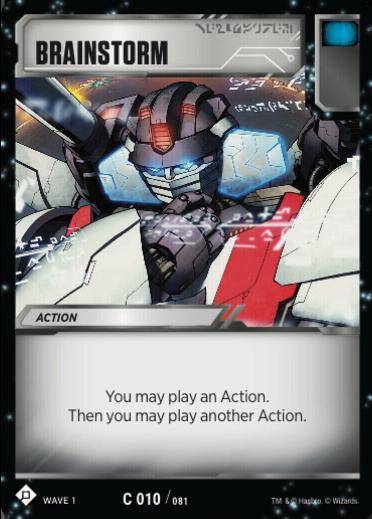 BRAINSTORM
ACTION
You may play an Action.
Then you may play another Action.
WAVE 1
C 010 / 081
TM & © Hasbro. © Wizards.